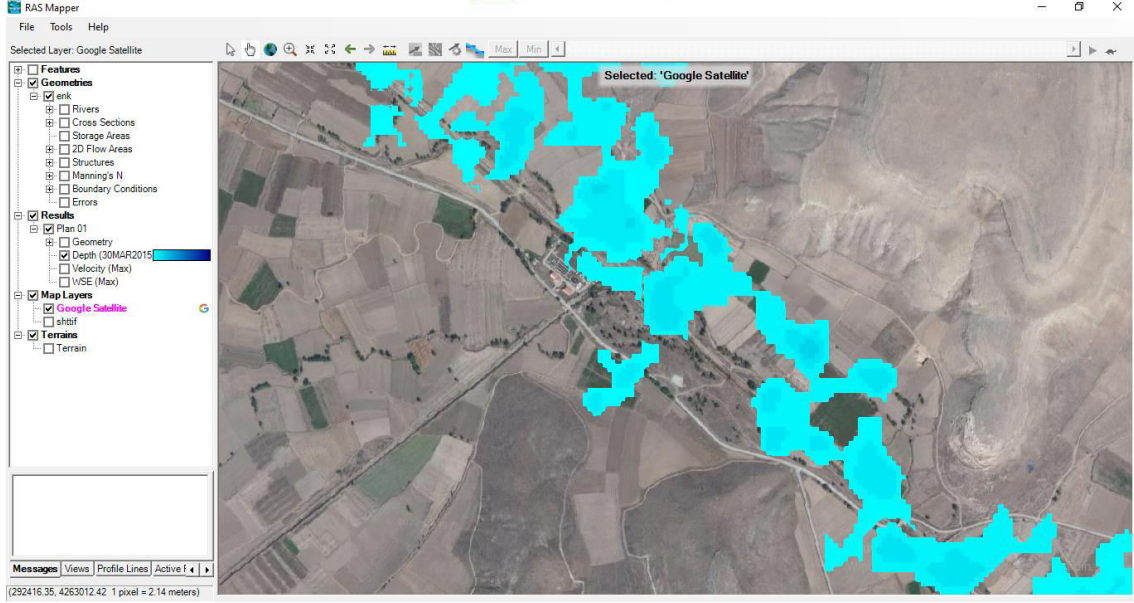 RAS Mapper
File Tools Help
Selected Layer: Google Satellite
Max Min
Selected: 'Google Satellite'
Features
Geometries
enk
Rivers
Cross Sections
Storage Areas
2D Flow Areas
Structures
Manning's N
Boundary Conditions
Errors
Results
Plan 01
Geometry
Depth (30MAR2015
Velocity (Max)
WSE (Max)
Map Layers
Google Satellite
G
shttif
Terrains
Terrain
Messages Views Profile Lines Active F
(292416.35, 4263012.42 1 pixel = 2.14 meters)